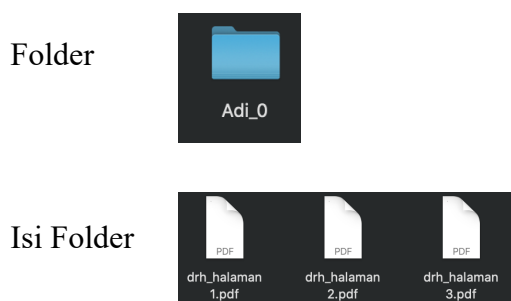 Folder
Adi_0
Isi Folder
PDF PDF PDF
drh_halaman drh_halaman drh_halaman
1.pdf 2.pdf 3.pdf